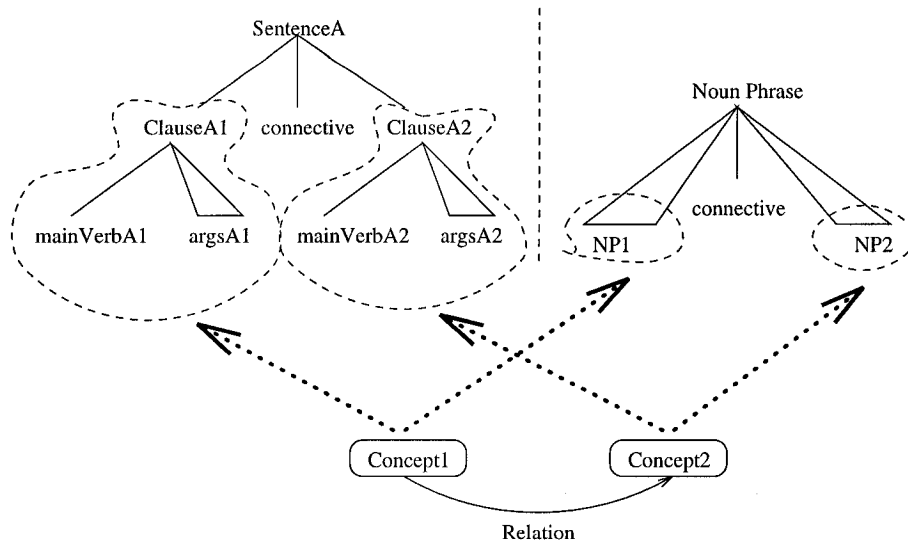 SentenceA
Noun Phrase
ClauseA1
connective
ClauseA2
connective
mainVerbA1
argsA1
mainVerbA2
argsA2
NP1
NP2
Concept1
Concept2
Relation